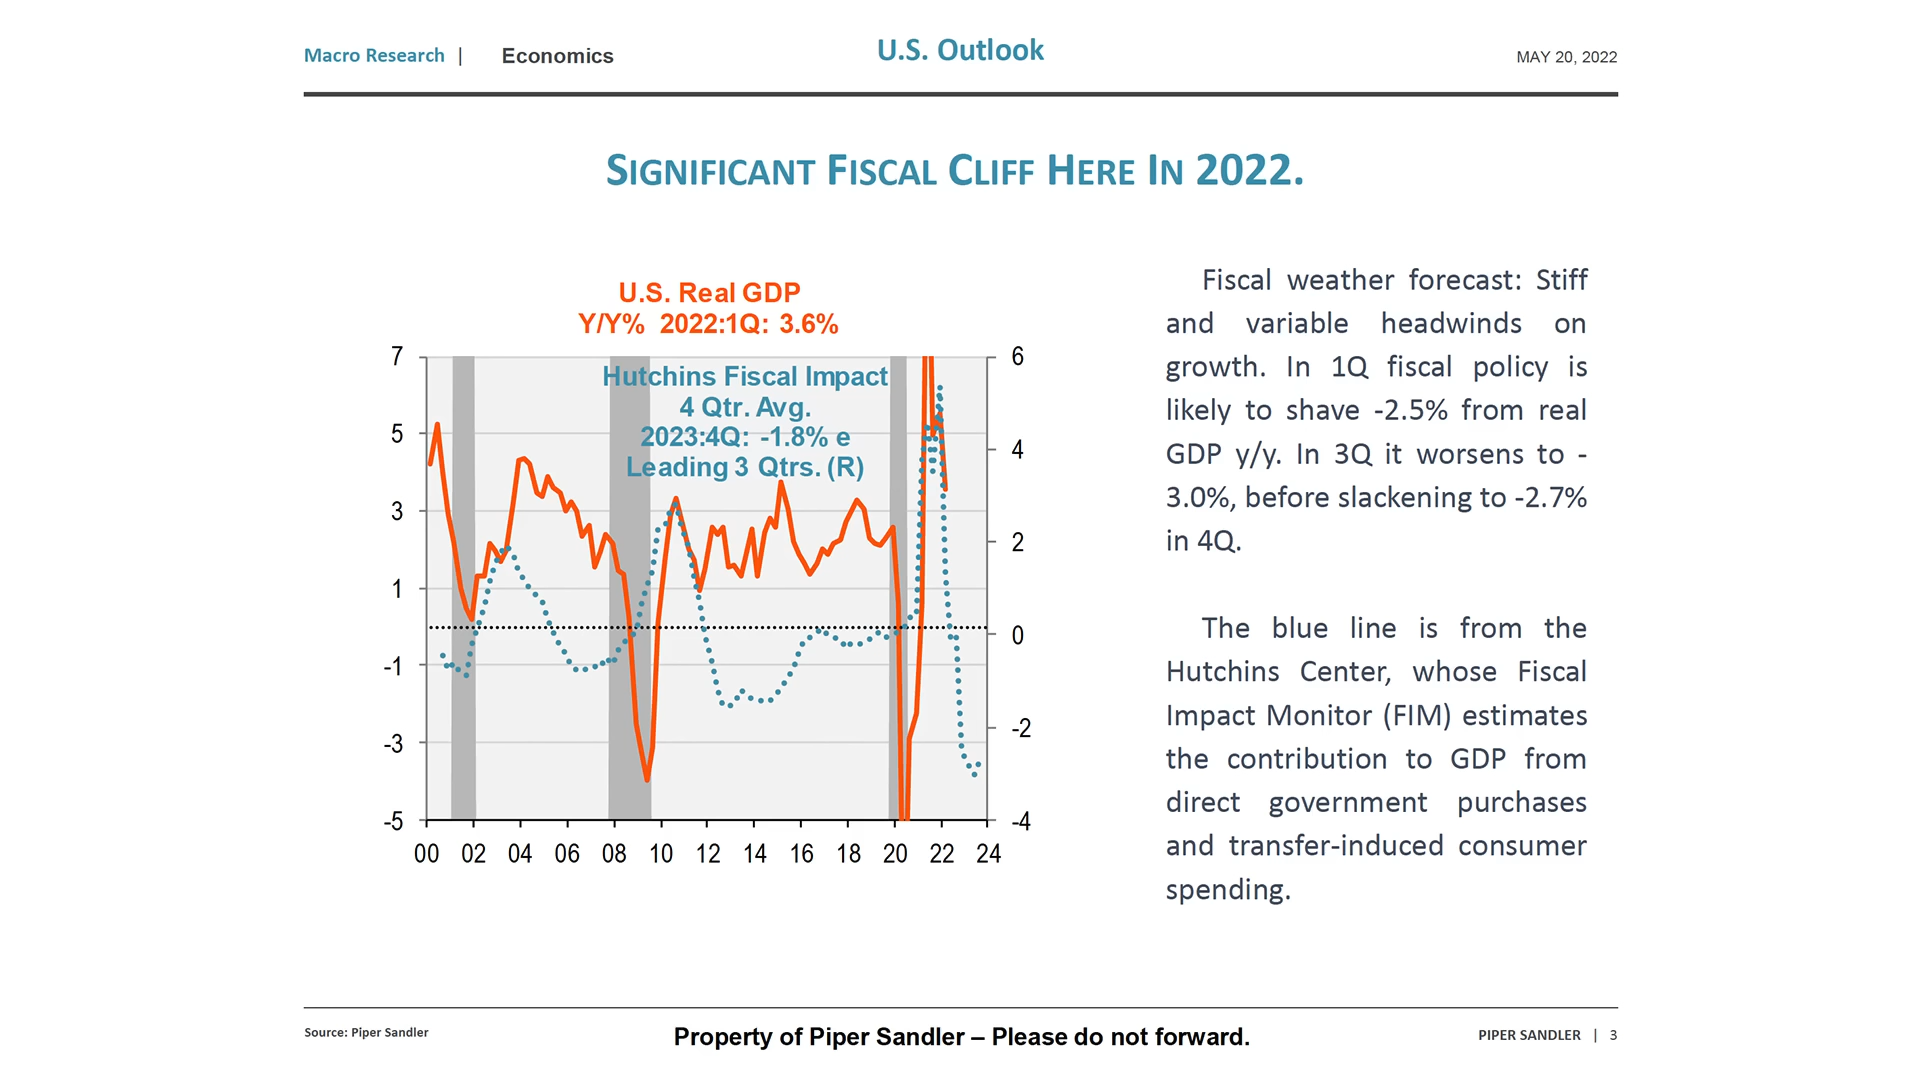 Macro Research |
Economics
U.S. Outlook
MAY 20, 2022
SIGNIFICANT FISCAL CLIFF HERE IN 2022.
U.S. Real GDP
Y/Y% 2022:1Q: 3.6%
Hutchins Fiscal Impact
4 Qtr. Avg.
2023:4Q: -1.8% e
Leading 3 Qtrs. (R)
7
5
3
1
-1
-3
-5
6
4
2
0
-2
-4
00 02 04 06 08 10 12 14 16 18 20 22 24
Fiscal weather forecast: Stiff
and variable headwinds on
growth. In 1Q fiscal policy is
likely to shave -2.5% from real
GDP y/y. In 3Q it worsens to -
3.0%, before slackening to -2.7%
in 4Q.
The blue line is from the
Hutchins Center, whose Fiscal
Impact Monitor (FIM) estimates
the contribution to GDP from
direct government purchases
and transfer-induced consumer
spending.
Source: Piper Sandler
Property of Piper Sandler – Please do not forward.
PIPER SANDLER | 3